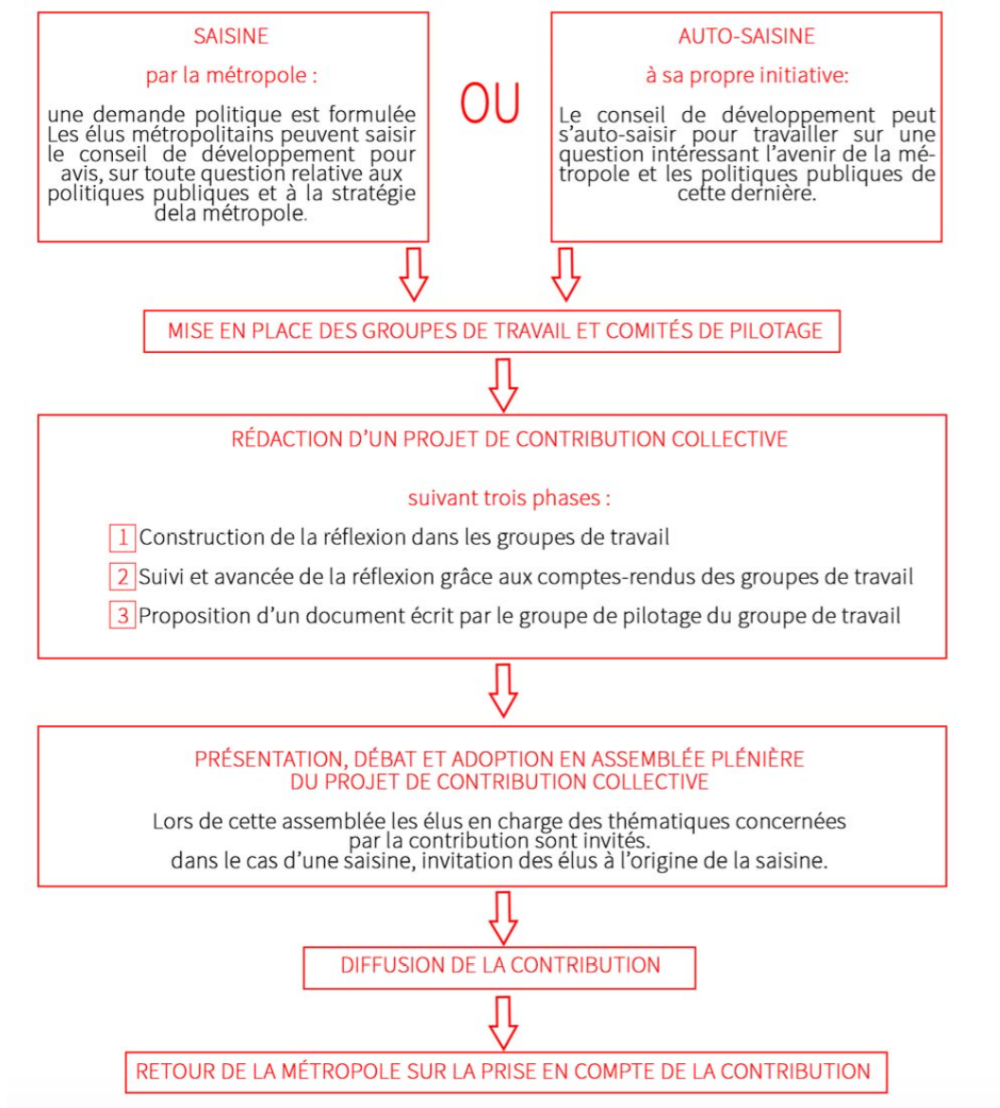 SAISINE
par la métropole :
une demande politique est formulée
Les élus métropolitains peuvent saisir
le conseil de développement pour
avis, sur toute question relative aux
politiques publiques et à la stratégie
dela métropole.
OU
AUTO-SAISINE
à sa propre initiative:
Le conseil de développement peut
s’auto-saisir pour travailler sur une
question intéressant l’avenir de la mé-
tropole et les politiques publiques de
cette dernière.
MISE EN PLACE DES GROUPES DE TRAVAIL ET COMITÉS DE PILOTAGE
RÉDACTION D’UN PROJET DE CONTRIBUTION COLLECTIVE
suivant trois phases :
1 Construction de la réflexion dans les groupes de travail
2 Suivi et avancée de la réflexion grâce aux comptes-rendus des groupes de travail
3 Proposition d’un document écrit par le groupe de pilotage du groupe de travail
PRÉSENTATION, DÉBAT ET ADOPTION EN ASSEMBLÉE PLÉNIÈRE
DU PROJET DE CONTRIBUTION COLLECTIVE
Lors de cette assemblée les élus en charge des thématiques concernées
par la contribution sont invités.
dans le cas d’une saisine, invitation des élus à l’origine de la saisine.
DIFFUSION DE LA CONTRIBUTION
RETOUR DE LA MÉTROPOLE SUR LA PRISE EN COMPTE DE LA CONTRIBUTION